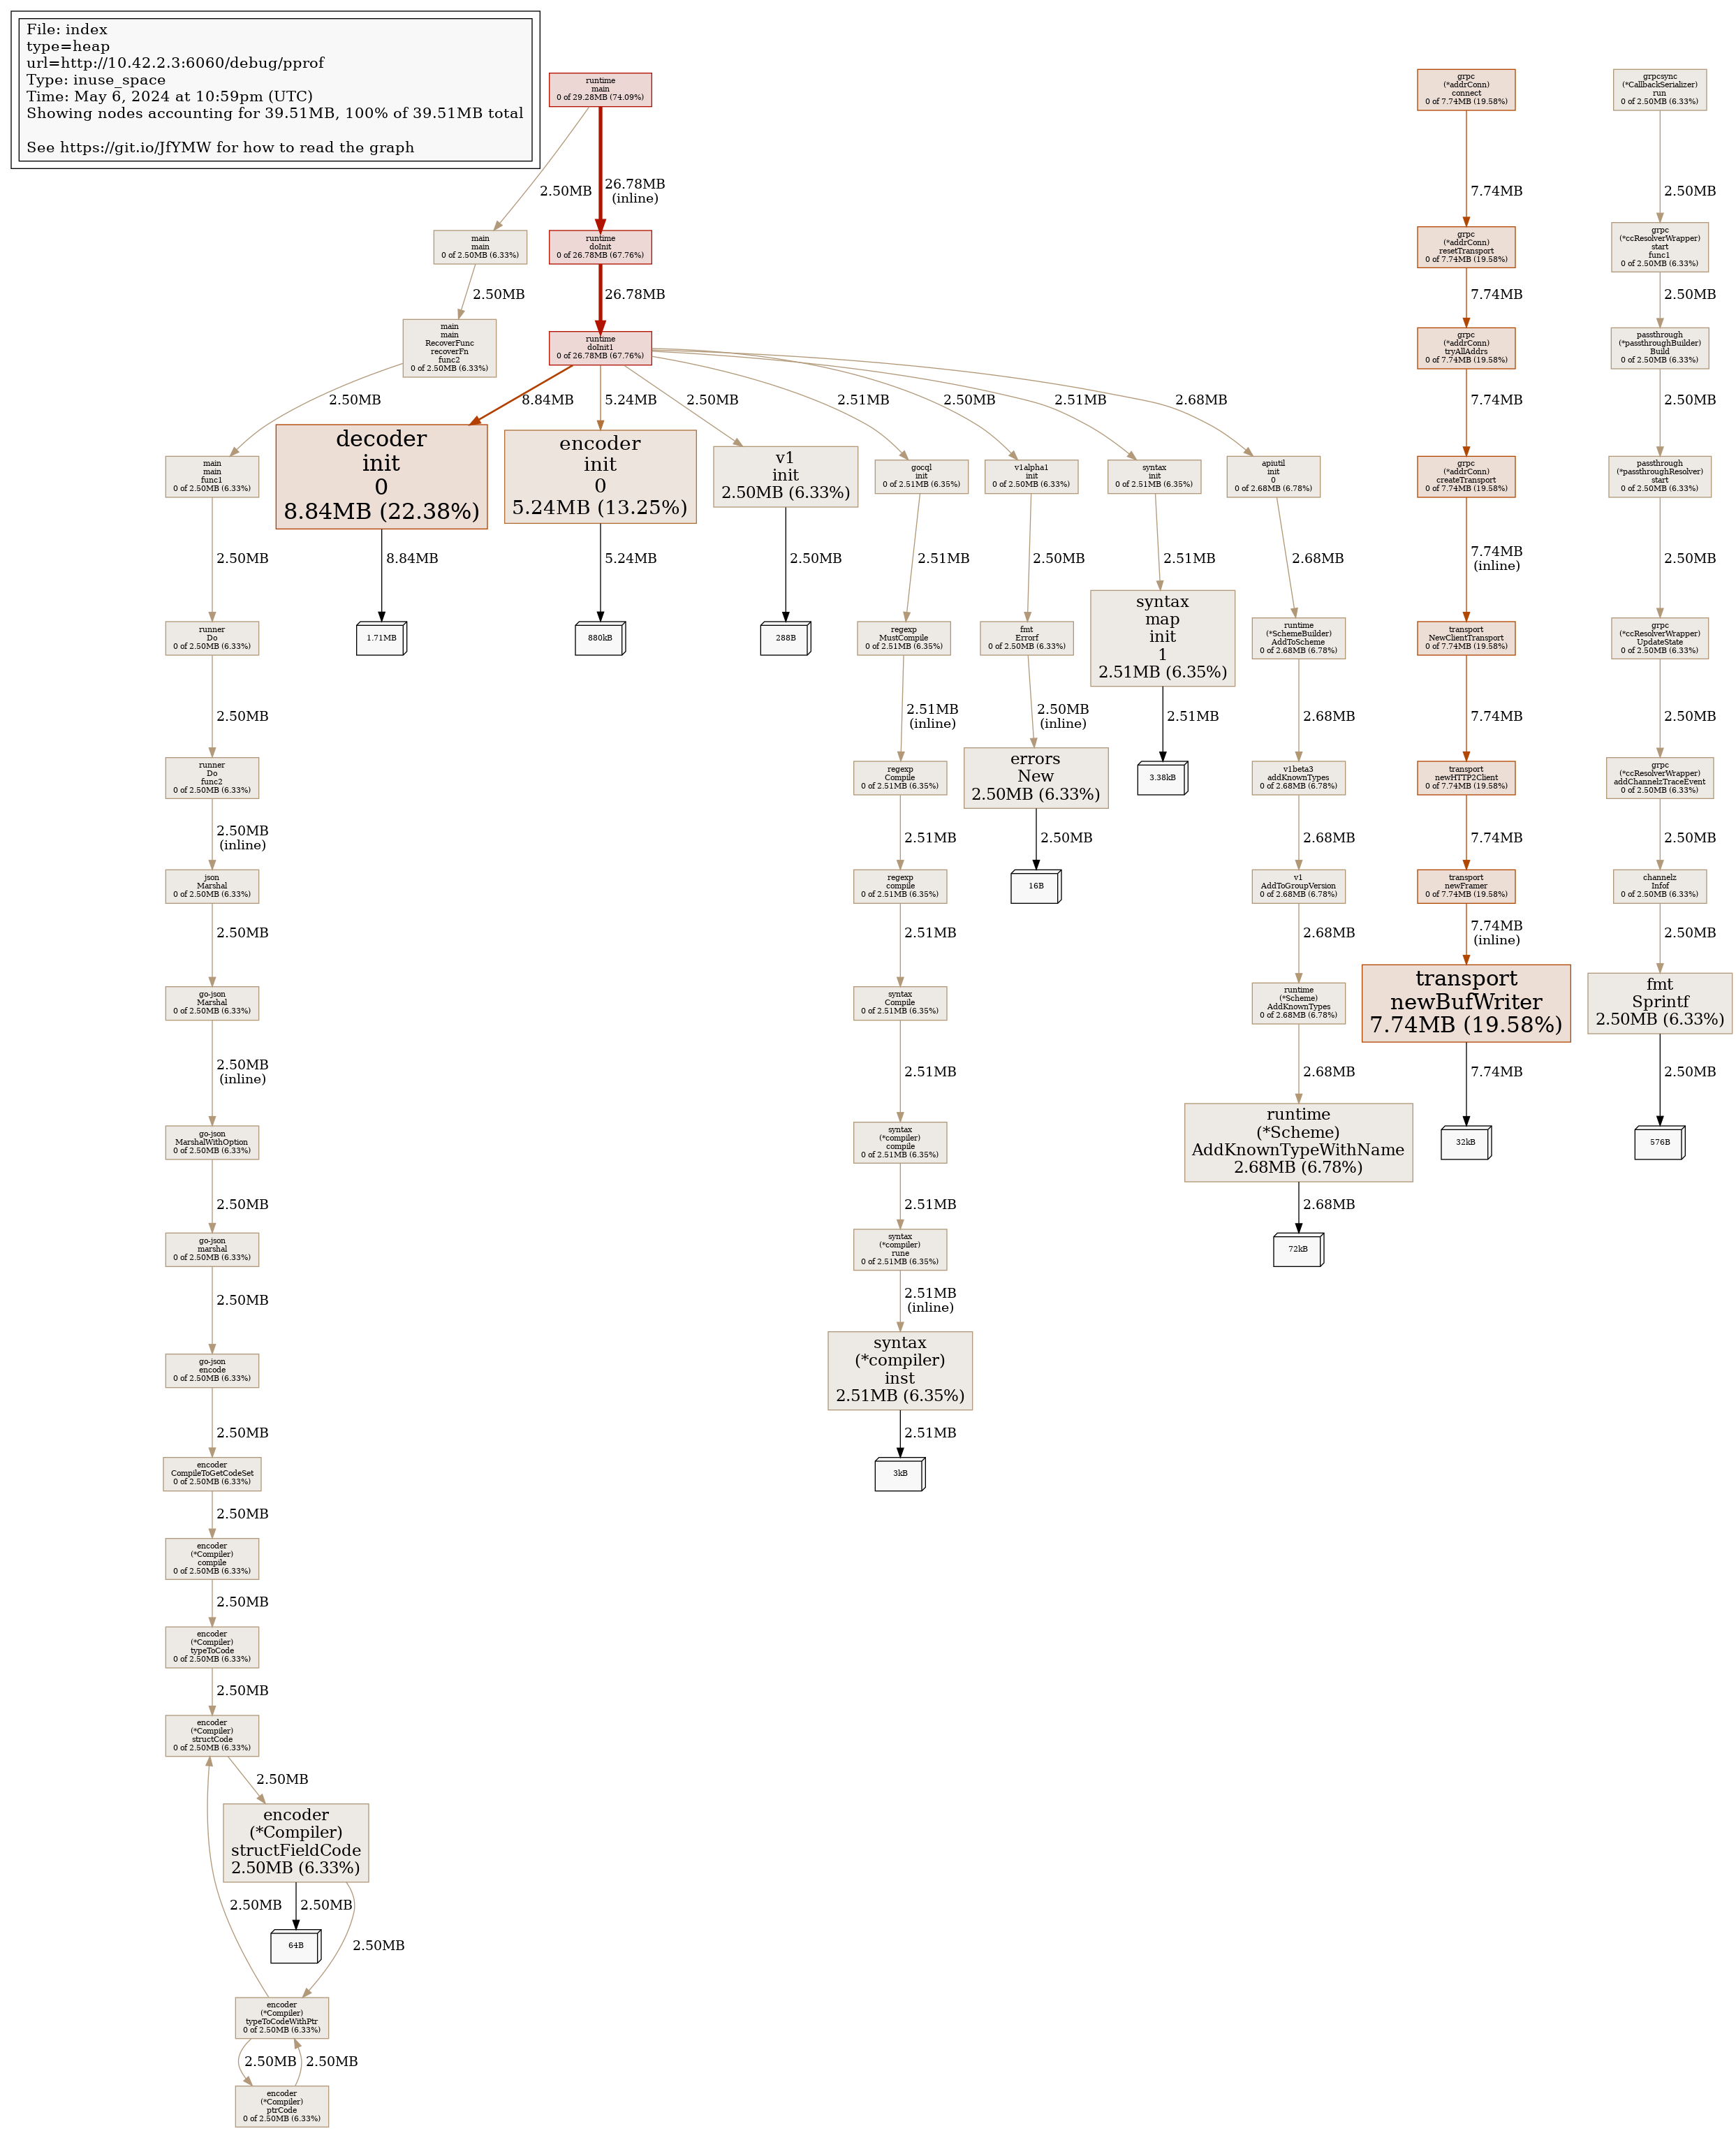 File: index
type=heap
url=http://10.42.2.3:6060/debug/pprof
Type: inuse_space
Time: May 6, 2024 at 10:59pm (UTC)
Showing nodes accounting for 39.51MB, 100% of 39.51MB total
See https://git.io/JfYMW for how to read the graph
runtime
main
0 of 29.28MB (74.09%)
grpc
(*addrConn)
connect
0 of 7.74MB (19.58%)
grpcsync
(*CallbackSerializer)
run
0 of 2.50MB (6.33%)
2.50MB
26.78MB
(inline)
7.74MB
2.50MB
main
main
0 of 2.50MB (6.33%)
runtime
doInit
0 of 26.78MB (67.76%)
grpc
(*addrConn)
resetTransport
0 of 7.74MB (19.58%)
grpc
(*ccResolverWrapper)
start
func1
0 of 2.50MB (6.33%)
2.50MB
26.78MB
7.74MB
2.50MB
main
main
RecoverFunc
recoverFn
func2
0 of 2.50MB (6.33%)
runtime
doInit1
0 of 26.78MB (67.76%)
grpc
(*addrConn)
tryAllAddrs
0 of 7.74MB (19.58%)
passthrough
(*passthroughBuilder)
Build
0 of 2.50MB (6.33%)
2.50MB
8.84MB
5.24MB
2.50MB
2.51MB
2.50MB
2.51MB
2.68MB
7.74MB
2.50MB
main
main
func1
0 of 2.50MB (6.33%)
decoder
init
0
8.84MB (22.38%)
encoder
init
0
5.24MB (13.25%)
v1
init
2.50MB (6.33%)
gocql
init
0 of 2.51MB (6.35%)
v1alpha1
init
0 of 2.50MB (6.33%)
syntax
init
0 of 2.51MB (6.35%)
apiutil
init
0
0 of 2.68MB (6.78%)
grpc
(*addrConn)
createTransport
0 of 7.74MB (19.58%)
passthrough
(*passthroughResolver)
start
0 of 2.50MB (6.33%)
2.50MB
8.84MB
5.24MB
2.50MB
2.51MB
2.50MB
2.51MB
2.68MB
7.74MB
(inline)
2.50MB
runner
Do
0 of 2.50MB (6.33%)
1.71MB
880kB
288B
regexp
MustCompile
0 of 2.51MB (6.35%)
fmt
Errorf
0 of 2.50MB (6.33%)
syntax
map
init
1
2.51MB (6.35%)
runtime
(*SchemeBuilder)
AddToScheme
0 of 2.68MB (6.78%)
transport
NewClientTransport
0 of 7.74MB (19.58%)
grpc
(*ccResolverWrapper)
UpdateState
0 of 2.50MB (6.33%)
2.50MB
2.51MB
(inline)
2.50MB
(inline)
2.51MB
2.68MB
7.74MB
2.50MB
runner
Do
func2
0 of 2.50MB (6.33%)
regexp
Compile
0 of 2.51MB (6.35%)
errors
New
2.50MB (6.33%)
3.38kB
v1beta3
addKnownTypes
0 of 2.68MB (6.78%)
transport
newHTTP2Client
0 of 7.74MB (19.58%)
grpc
(*ccResolverWrapper)
addChannelzTraceEvent
0 of 2.50MB (6.33%)
2.50MB
(inline)
2.51MB
2.50MB
2.68MB
7.74MB
2.50MB
json
Marshal
0 of 2.50MB (6.33%)
regexp
compile
0 of 2.51MB (6.35%)
16B
v1
AddToGroupVersion
0 of 2.68MB (6.78%)
transport
newFramer
0 of 7.74MB (19.58%)
channelz
Infof
0 of 2.50MB (6.33%)
2.50MB
2.51MB
2.68MB
7.74MB
(inline)
2.50MB
go-json
Marshal
0 of 2.50MB (6.33%)
syntax
Compile
0 of 2.51MB (6.35%)
runtime
(*Scheme)
AddKnownTypes
0 of 2.68MB (6.78%)
transport
newBufWriter
7.74MB (19.58%)
fmt
Sprintf
2.50MB (6.33%)
2.50MB
(inline)
2.51MB
2.68MB
7.74MB
2.50MB
go-json
MarshalWithOption
0 of 2.50MB (6.33%)
syntax
(*compiler)
compile
0 of 2.51MB (6.35%)
runtime
(*Scheme)
AddKnownTypeWithName
2.68MB (6.78%)
32kB
576B
2.50MB
2.51MB
2.68MB
go-json
marshal
0 of 2.50MB (6.33%)
syntax
(*compiler)
rune
0 of 2.51MB (6.35%)
72kB
2.50MB
2.51MB
(inline)
go-json
encode
0 of 2.50MB (6.33%)
syntax
(*compiler)
inst
2.51MB (6.35%)
2.50MB
2.51MB
encoder
CompileToGetCodeSet
0 of 2.50MB (6.33%)
3kB
2.50MB
encoder
(*Compiler)
compile
0 of 2.50MB (6.33%)
2.50MB
encoder
(*Compiler)
typeToCode
0 of 2.50MB (6.33%)
2.50MB
encoder
(*Compiler)
structCode
0 of 2.50MB (6.33%)
2.50MB
encoder
(*Compiler)
structFieldCode
2.50MB (6.33%)
2.50MB
2.50MB
64B
2.50MB
encoder
(*Compiler)
typeToCodeWithPtr
0 of 2.50MB (6.33%)
2.50MB
2.50MB
encoder
(*Compiler)
ptrCode
0 of 2.50MB (6.33%)